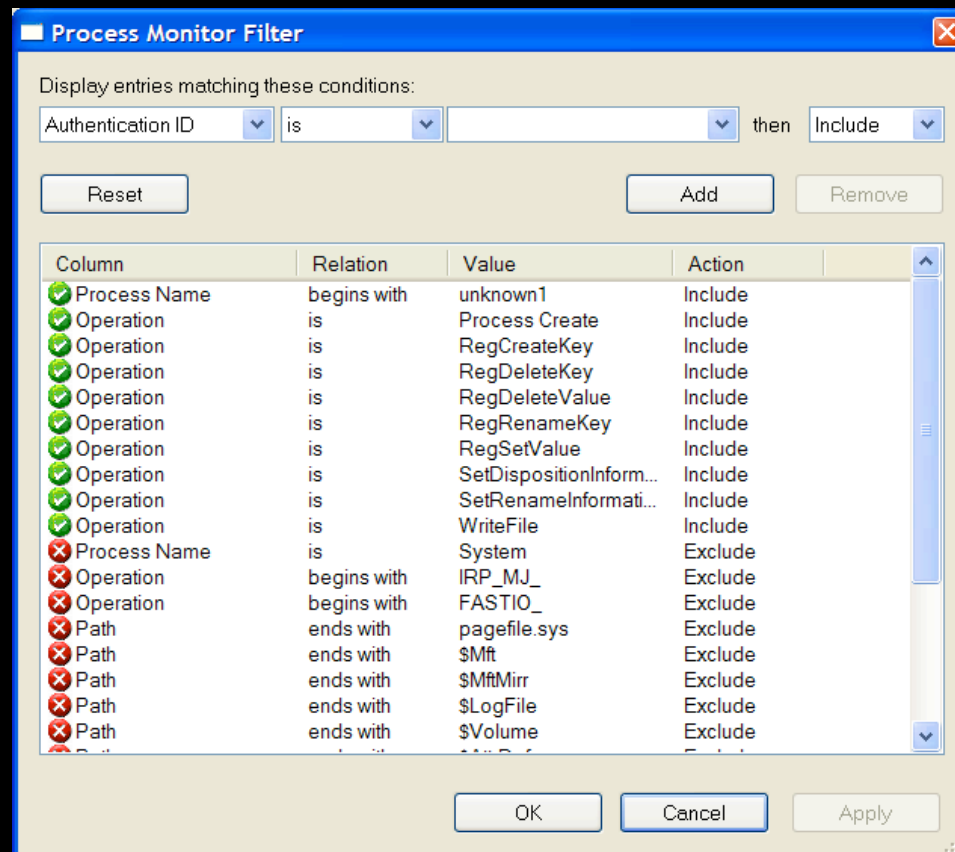 Process Monitor Filter
Display entries matching these conditions:
Authentication ID is then Include
Reset Add Remove
Column Relation Value Action
Process Name begins with unknown1 Include
Operation is Process Create Include
Operation is RegCreateKey Include
Operation is RegDeleteKey Include
Operation is RegDeleteValue Include
Operation is RegRenameKey Include
Operation is RegSetValue Include
Operation is SetDispositionInform... Include
Operation is SetRenameInformati... Include
Operation is WriteFile Include
Process Name is System Exclude
Operation begins with IRP_MJ_ Exclude
Operation begins with FASTIO_ Exclude
Path ends with pagefile.sys Exclude
Path ends with $Mft Exclude
Path ends with $MftMirr Exclude
Path ends with $LogFile Exclude
Path ends with $Volume Exclude
OK Cancel Apply